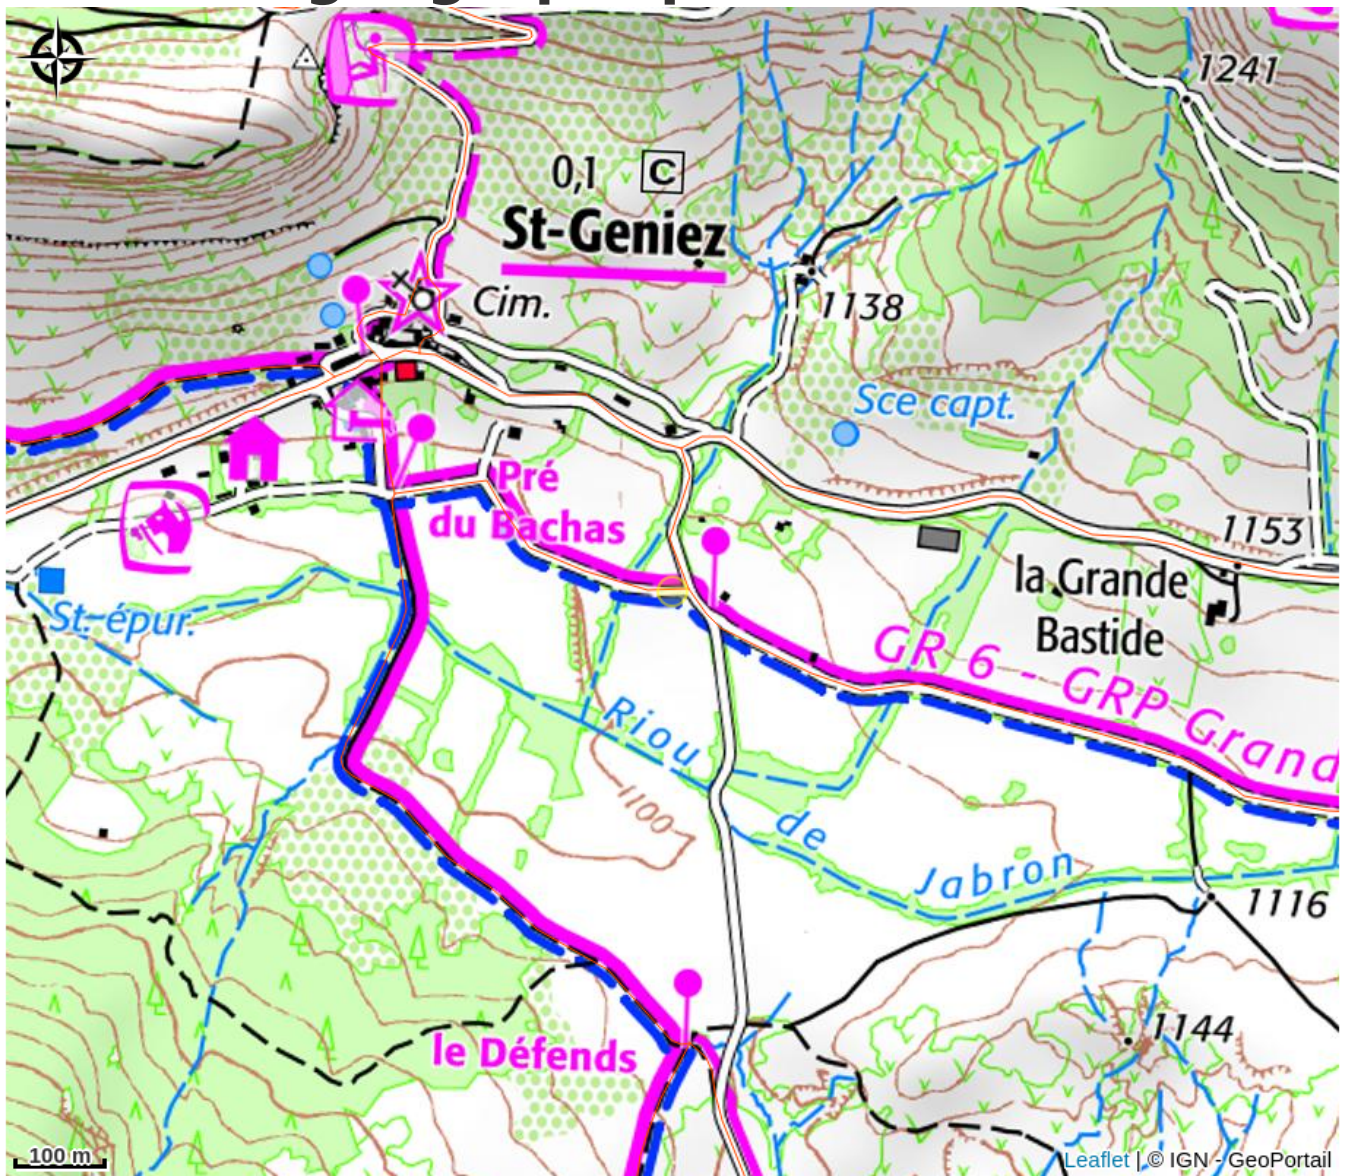 1241
0,1 C
St-Geniez
Cim.
1138
Sce capt.
Pré
du Bachas
1153
la Grande
Bastide
St. épur.
GR 6 - GRP Grand
Riou
de
Jabron
1100
1116
1144
le Défends
100 m
Leaflet | © IGN - GeoPortail